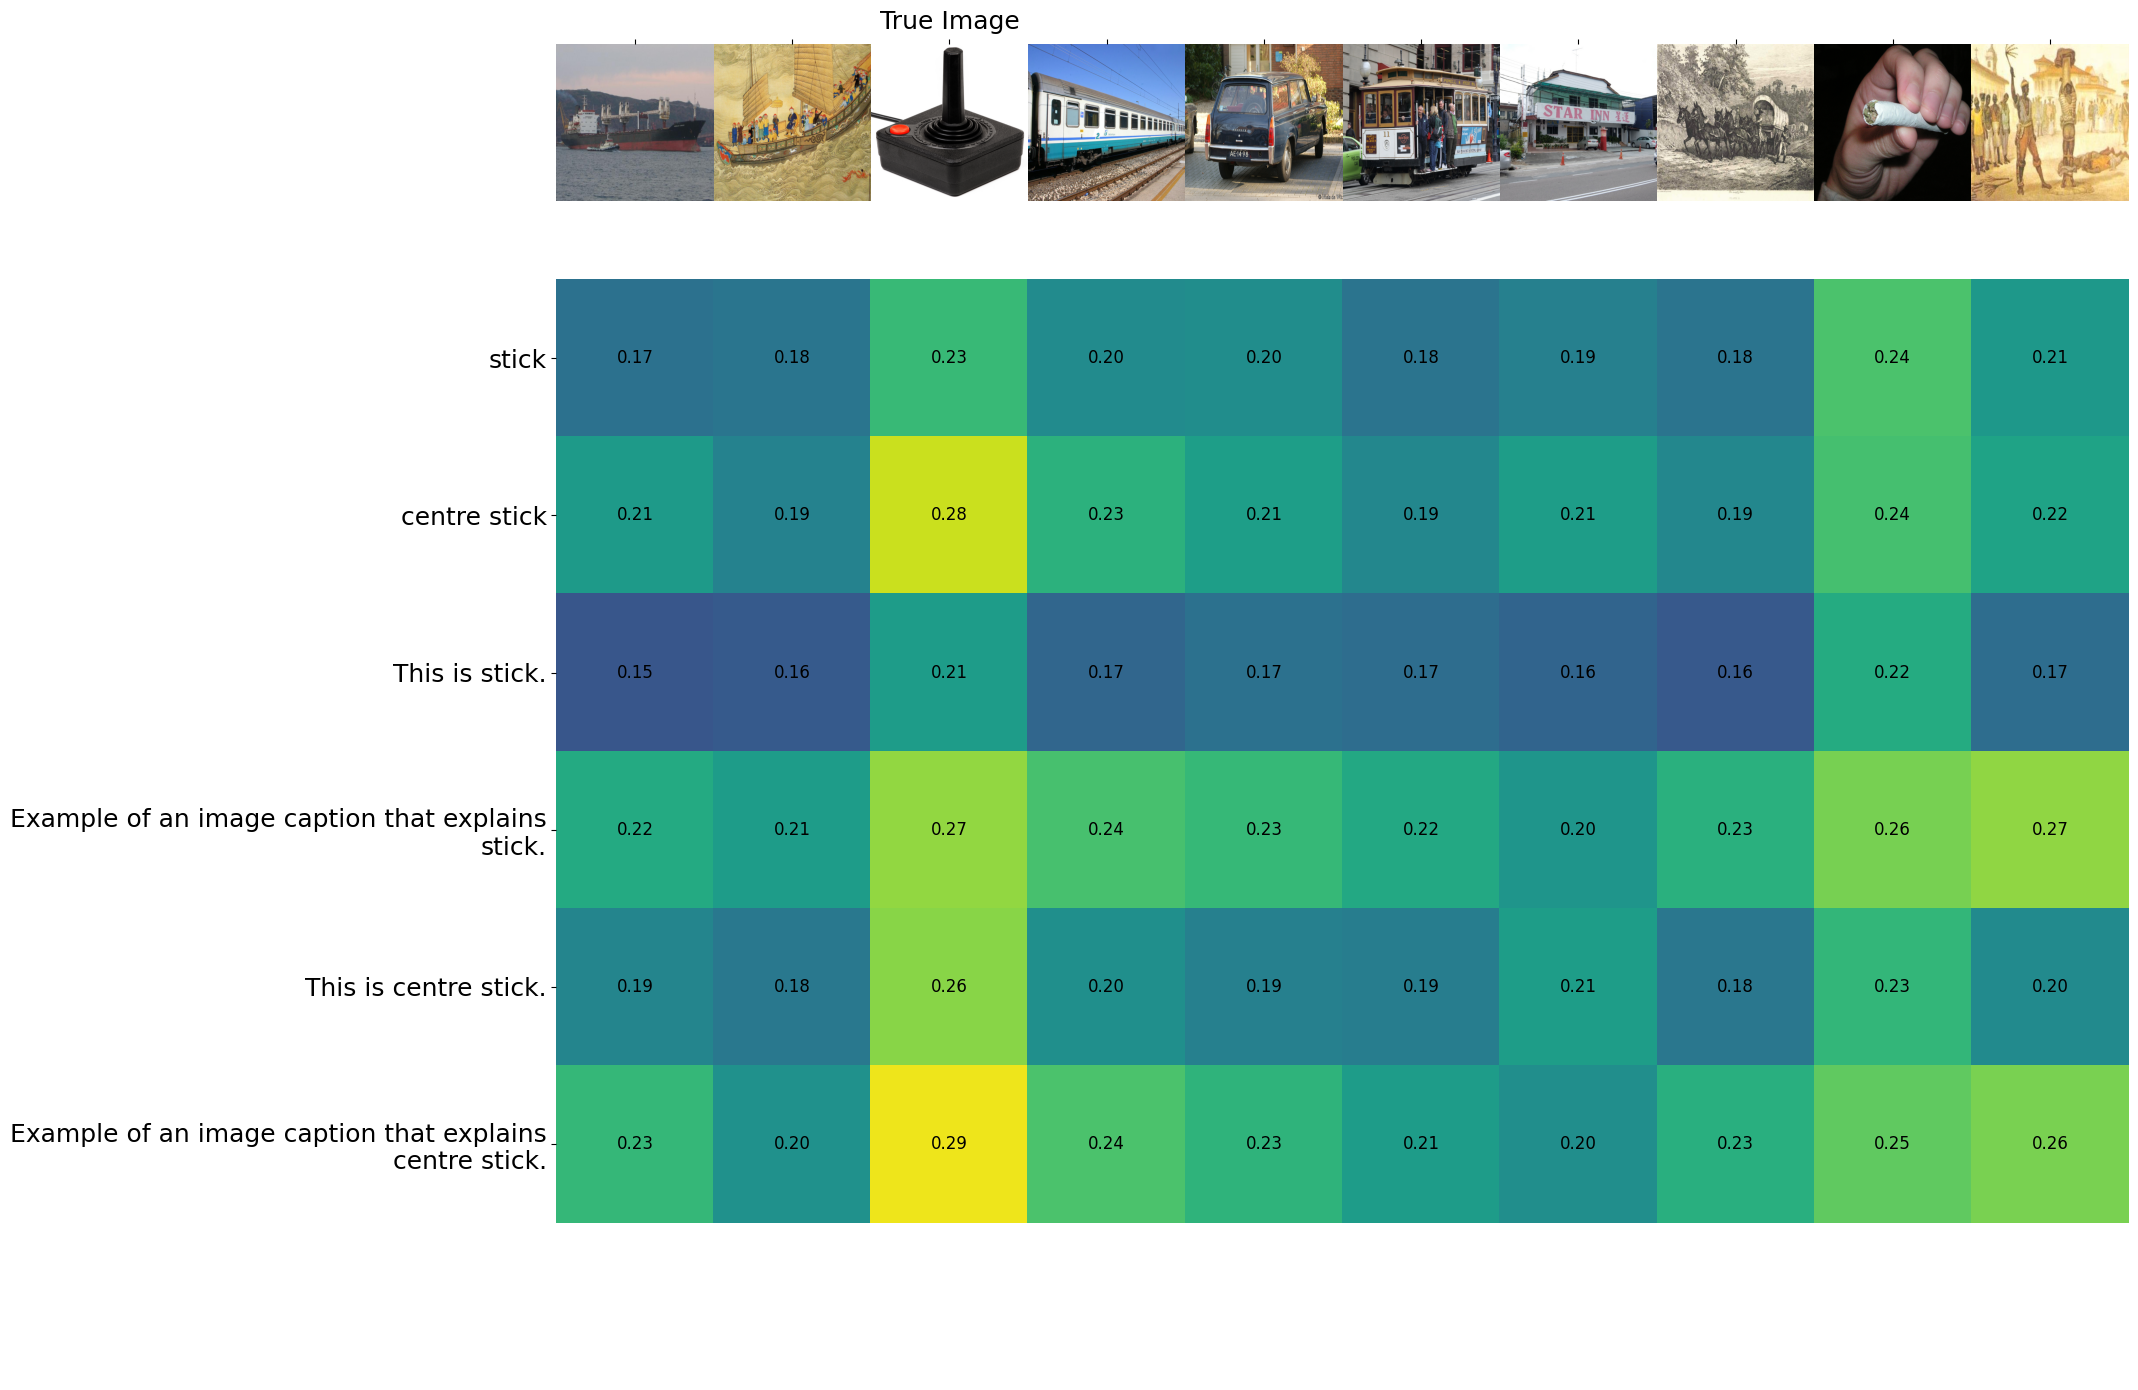 True Image
STAR INN
stick
0.17 0.18 0.23 0.20 0.20 0.18 0.19 0.18 0.24 0.21
centre stick
0.21 0.19 0.28 0.23 0.21 0.19 0.21 0.19 0.24 0.22
This is stick.
0.15 0.16 0.21 0.17 0.17 0.17 0.16 0.16 0.22 0.17
Example of an image caption that explains
stick.
0.22 0.21 0.27 0.24 0.23 0.22 0.20 0.23 0.26 0.27
This is centre stick.
0.19 0.18 0.26 0.20 0.19 0.19 0.21 0.18 0.23 0.20
Example of an image caption that explains
centre stick.
0.23 0.20 0.29 0.24 0.23 0.21 0.20 0.23 0.25 0.26